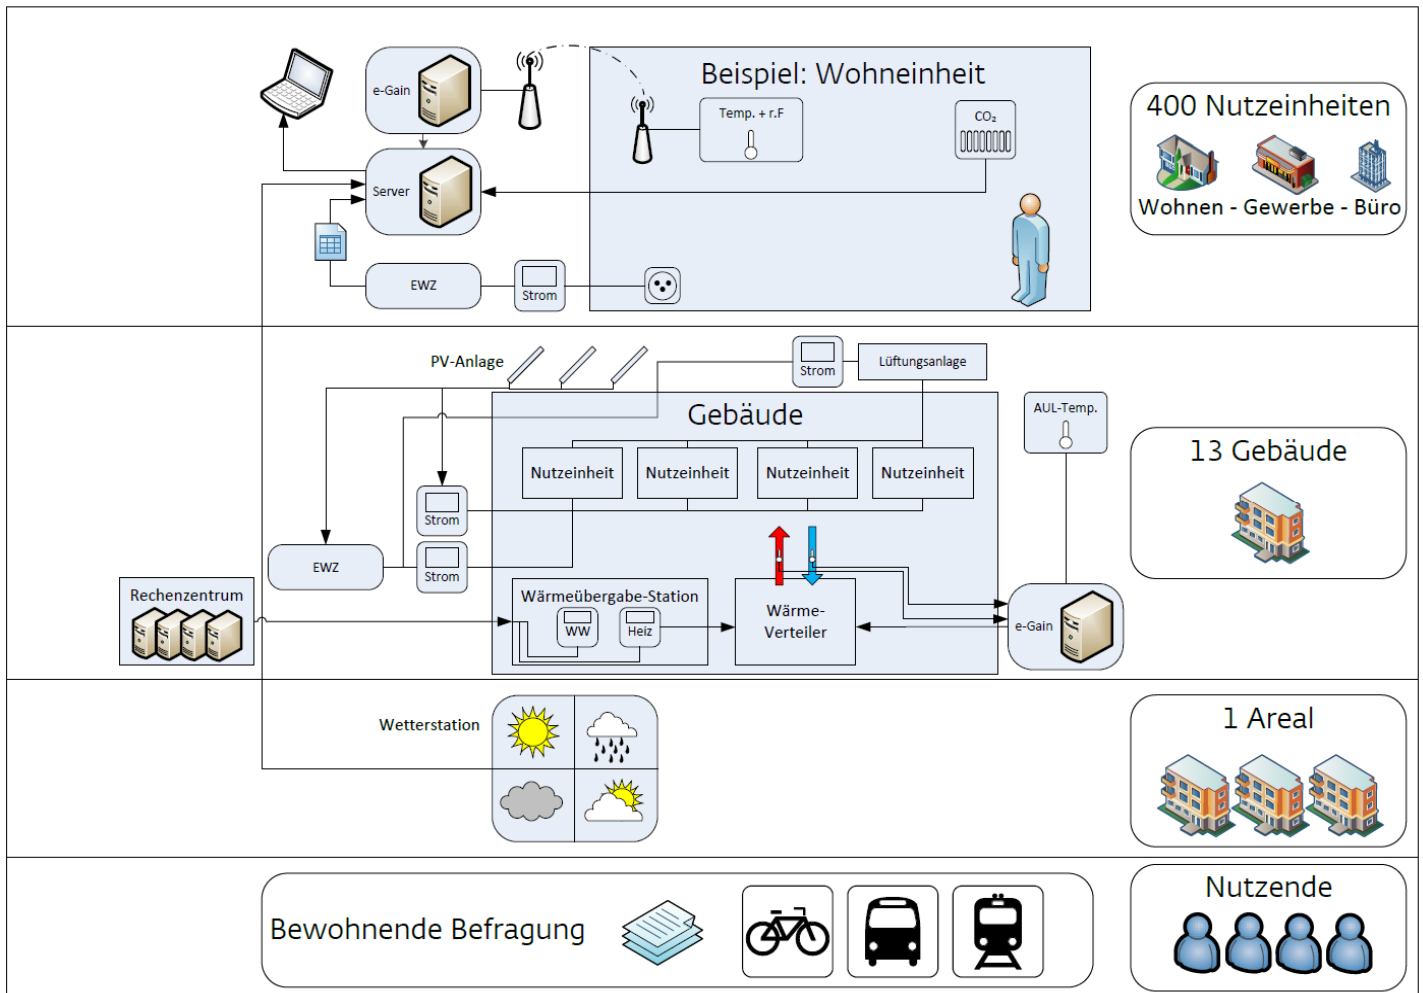 e-Gain
Beispiel: Wohneinheit
Temp. + r.F
CO₂
400 Nutzeinheiten
Server
Wohnen - Gewerbe - Büro
EWZ
Strom
PV-Anlage
Strom
Lüftungsanlage
Gebäude
AUL-Temp.
13 Gebäude
Nutzeinheit
Nutzeinheit
Nutzeinheit
Nutzeinheit
Strom
EWZ
Strom
Rechenzentrum
Wärmeübergabe-Station
WW
Heiz
Wärme-
Verteiler
e-Gain
Wetterstation
1 Areal
Bewohnende Befragung
Nutzende